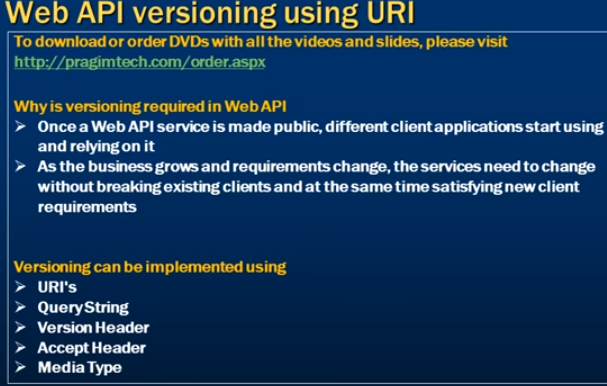 Web API versioning using URI
To download or order DVDs with all the videos and slides, please visit
http://pragimtech.com/order.aspx
Why is versioning required in Web API
➢ Once a Web API service is made public, different client applications start using
and relying on it
➢ As the business grows and requirements change, the services need to change
without breaking existing clients and at the same time satisfying new client
requirements
Versioning can be implemented using
➢ URI's
➢ Query String
➢ Version Header
➢ Accept Header
➢ Media Type